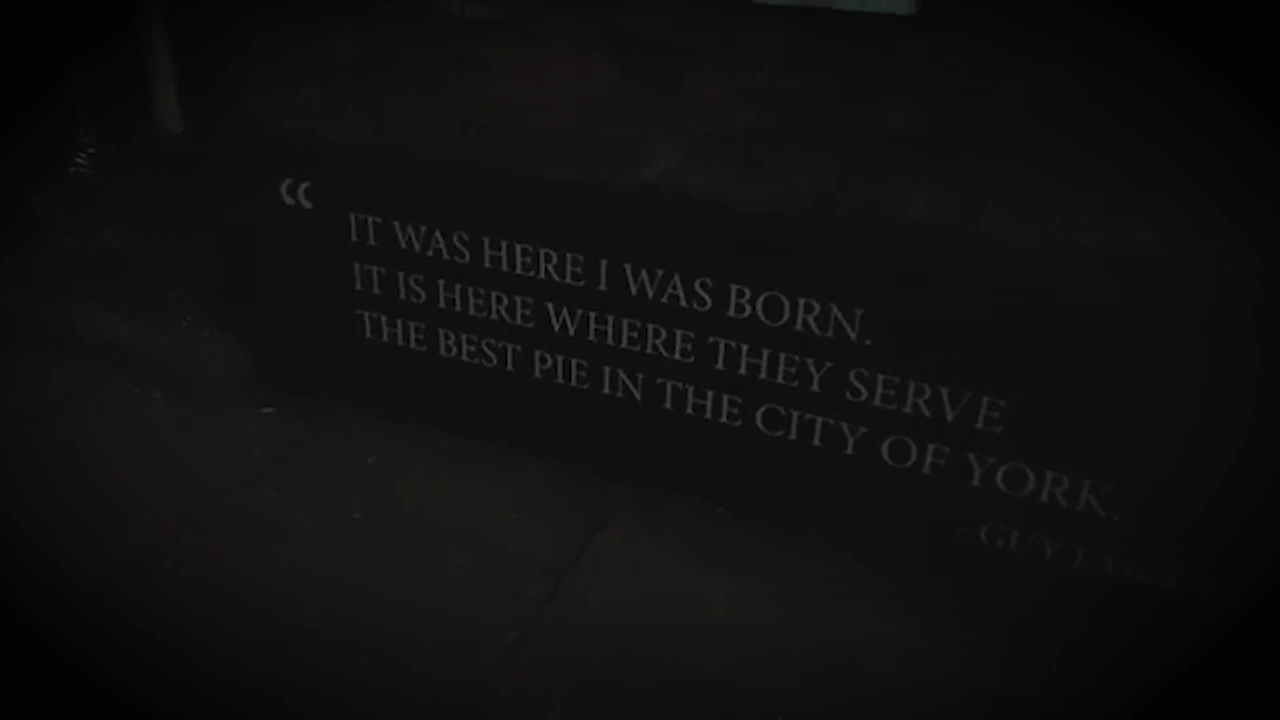 “ IT WAS HERE I WAS BORN.
IT IS HERE WHERE THEY SERVE
THE BEST PIE IN THE CITY OF YORK.
- GUY